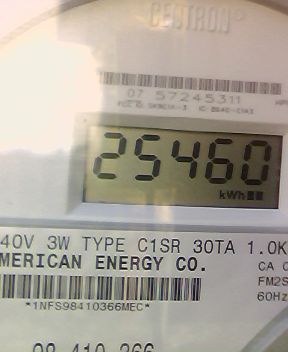 CENTRON®
07 57245311
25460
kWh
40V 3W TYPE C1SR 30TA 1.0K
MERICAN ENERGY CO.
CA 0
FM2S
*1NFS98410366MEC*
60Hz
98 410 366